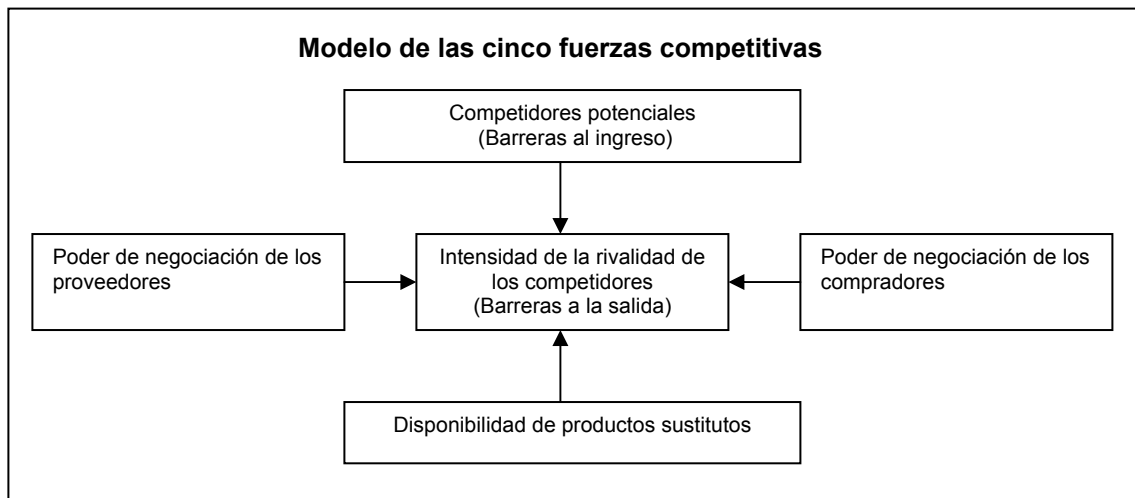 Modelo de las cinco fuerzas competitivas
Competidores potenciales
(Barreras al ingreso)
Poder de negociación de los
proveedores
Intensidad de la rivalidad de
los competidores
(Barreras a la salida)
Poder de negociación de los
compradores
Disponibilidad de productos sustitutos